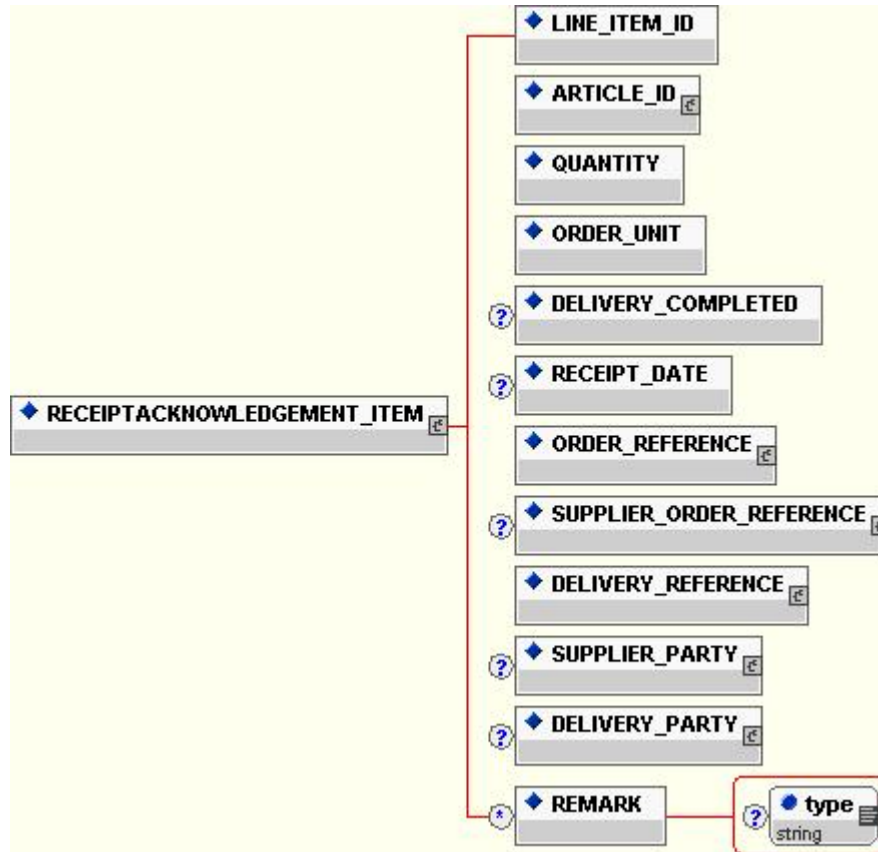 LINE_ITEM_ID
ARTICLE_ID
QUANTITY
ORDER_UNIT
? DELIVERY_COMPLETED
? RECEIPT_DATE
RECEIPTACKNOWLEDGEMENT_ITEM
ORDER_REFERENCE
? SUPPLIER_ORDER_REFERENCE
DELIVERY_REFERENCE
? SUPPLIER_PARTY
? DELIVERY_PARTY
* REMARK
? type
string